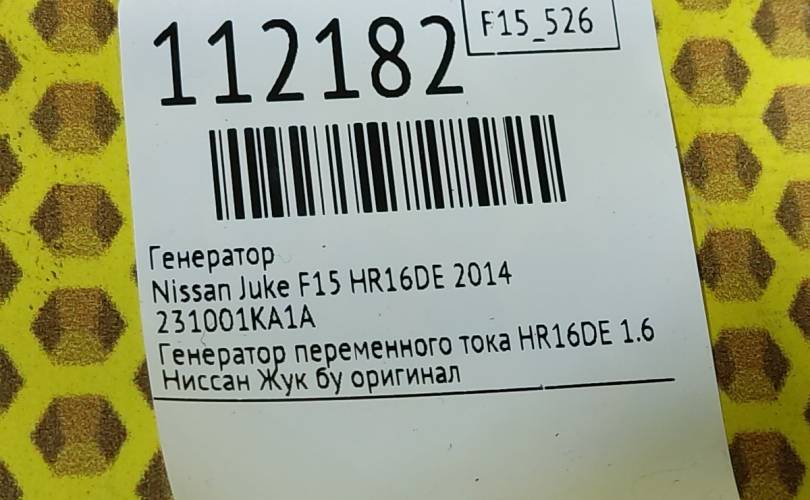 112182
F15_526
Генератор
Nissan Juke F15 HR16DE 2014
231001KA1A
Генератор переменного тока HR16DE 1.6
Ниссан Жук бу оригинал